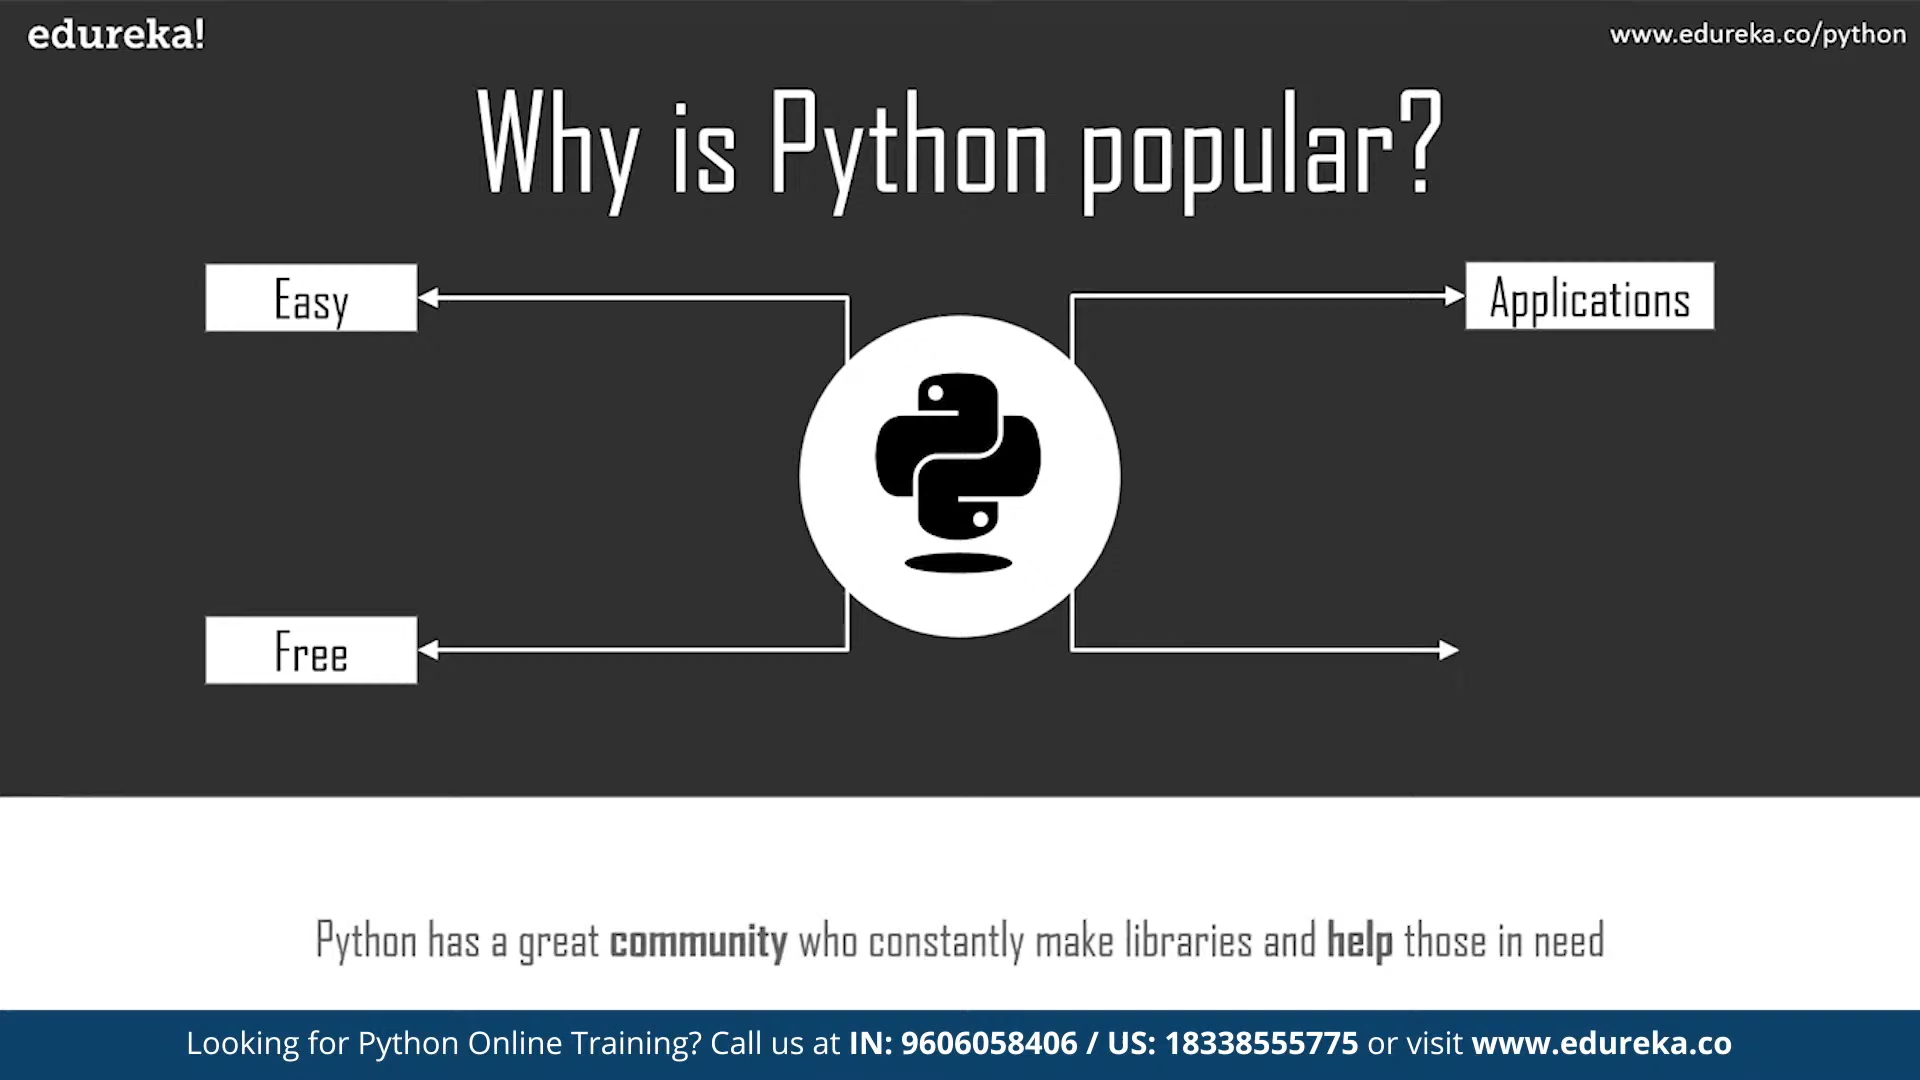 edureka!
www.edureka.co/python
Why is Python popular?
Easy
Applications
Free
Python has a great community who constantly make libraries and help those in need
Looking for Python Online Training? Call us at IN: 9606058406 / US: 18338555775 or visit www.edureka.co